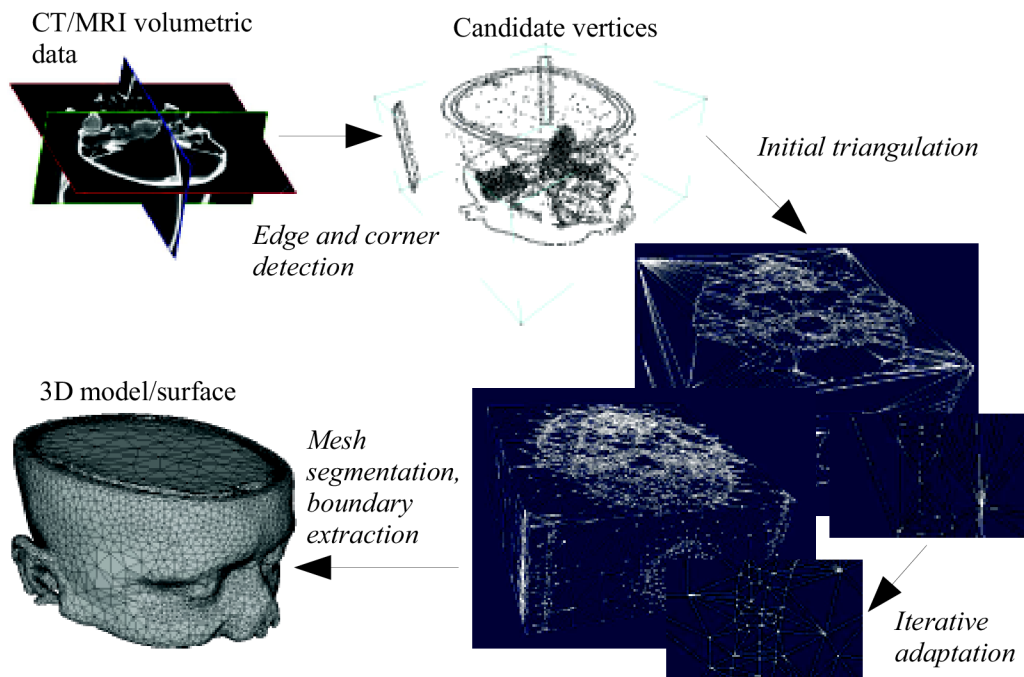 CT/MRI volumetric
data
Candidate vertices
Initial triangulation
Edge and corner
detection
3D model/surface
Mesh
segmentation,
boundary
extraction
Iterative
adaptation